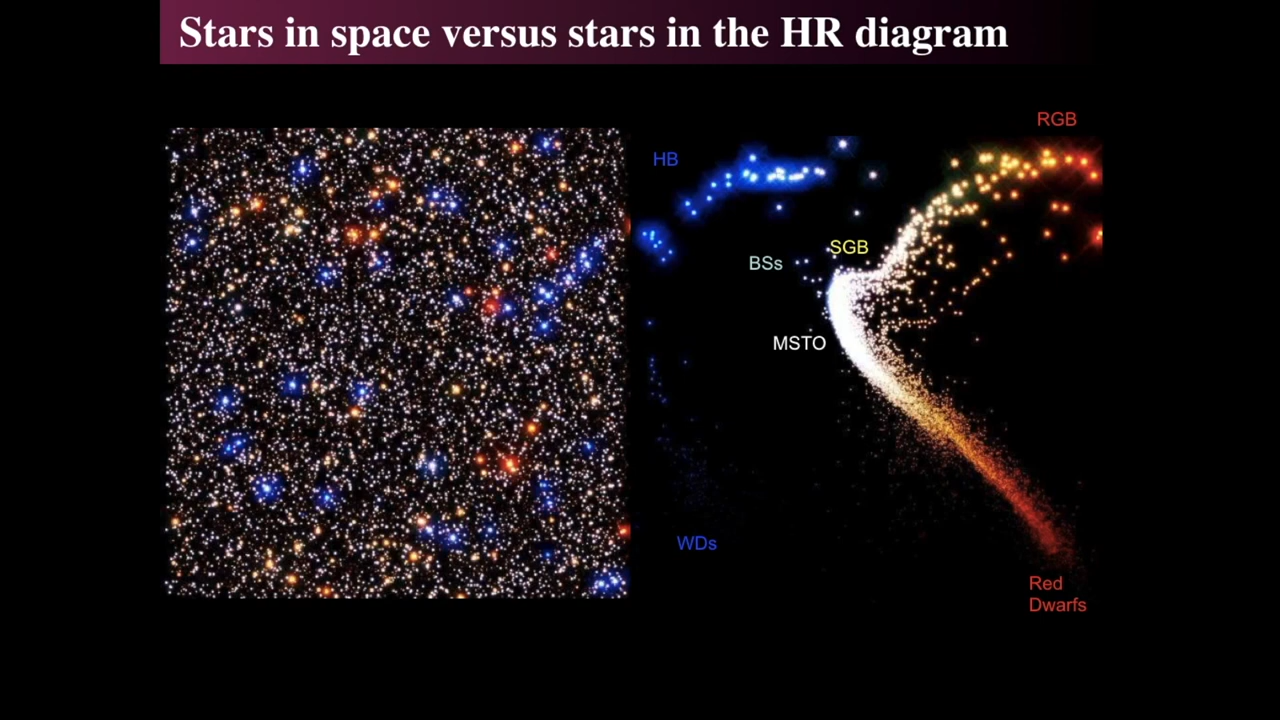 Stars in space versus stars in the HR diagram
RGB
HB
SGB
BSs
MSTO
WDs
Red
Dwarfs